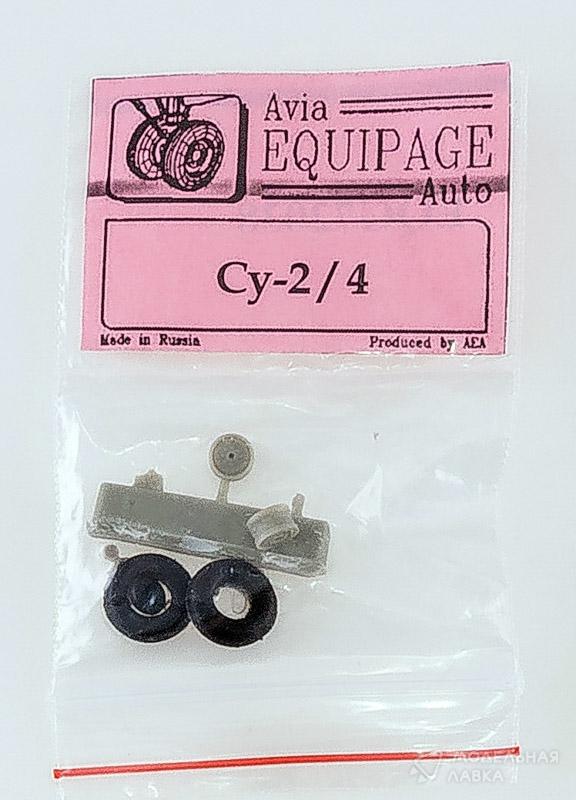 Avia
EQUIPAGE
Auto
Су-2/4
Made in Russia
Produced by AEA
МОДЕЛЬНАЯ
ЛАВКА